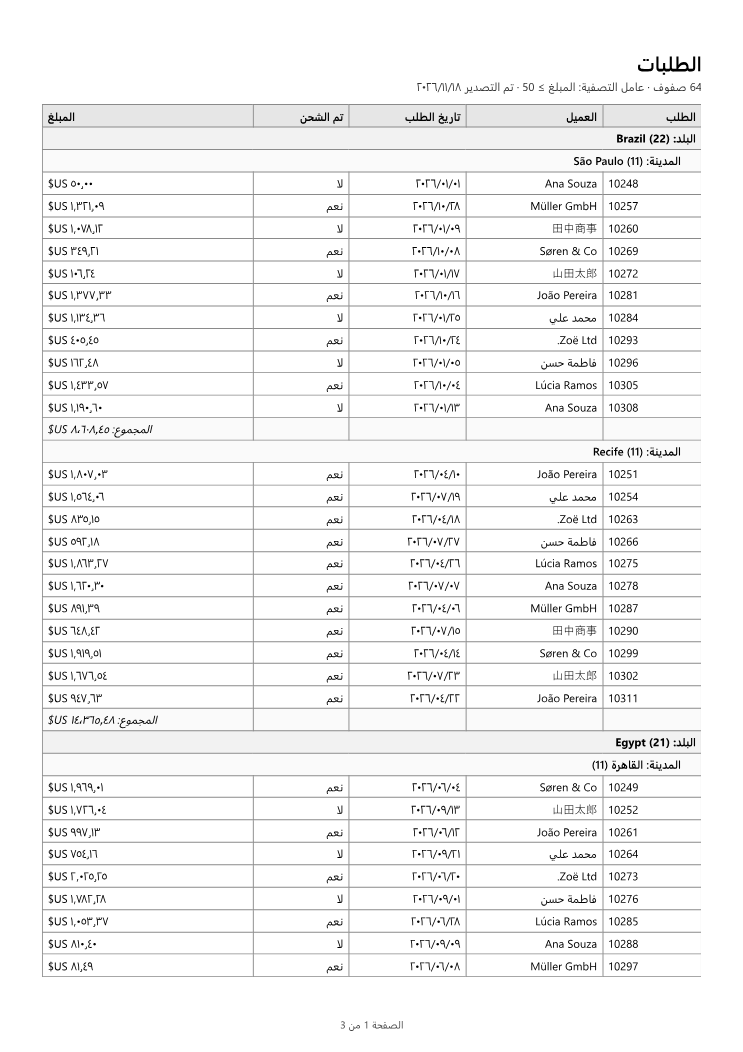 الطلبات
64 صفوف · عامل التصفية: المبلغ ≥ 50 · تم التصدير ٢٠٢٦/١١/١٨
الطلب العميل تاريخ الطلب تم الشحن المبلغ
البلد: Brazil (22)
المدينة: São Paulo (11)
10248 Ana Souza ٢٠٢٦/٠١/٠١ لا ٥٠,٠٠ US$
10257 Müller GmbH ٢٠٢٦/١٠/٢٨ نعم ١,٣٢١,٠٩ US$
10260 田中商事 ٢٠٢٦/٠١/٠٩ لا ١,٠٧٨,١٢ US$
10269 Søren & Co ٢٠٢٦/١٠/٠٨ نعم ٣٤٩,٢١ US$
10272 山田太郎 ٢٠٢٦/٠١/١٧ لا ١٠٦,٢٤ US$
10281 João Pereira ٢٠٢٦/١٠/١٦ نعم ١,٣٧٧,٣٣ US$
10284 محمد علي ٢٠٢٦/٠١/٢٥ لا ١,١٣٤,٣٦ US$
10293 Zoë Ltd. ٢٠٢٦/١٠/٢٤ نعم ٤٠٥,٤٥ US$
10296 فاطمة حسن ٢٠٢٦/٠١/٠٥ لا ١٦٢,٤٨ US$
10305 Lúcia Ramos ٢٠٢٦/١٠/٠٤ نعم ١,٤٣٣,٥٧ US$
10308 Ana Souza ٢٠٢٦/٠١/١٣ لا ١,١٩٠,٦٠ US$
المجموع: ٨,٦٠٨,٤٥ US$
المدينة: Recife (11)
10251 João Pereira ٢٠٢٦/٠٤/١٠ نعم ١,٨٠٧,٠٣ US$
10254 محمد علي ٢٠٢٦/٠٧/١٩ نعم ١,٥٦٤,٠٦ US$
10263 Zoë Ltd. ٢٠٢٦/٠٤/١٨ نعم ٨٣٥,١٥ US$
10266 فاطمة حسن ٢٠٢٦/٠٧/٢٧ نعم ٥٩٢,١٨ US$
10275 Lúcia Ramos ٢٠٢٦/٠٤/٢٦ نعم ١,٨٦٣,٢٧ US$
10278 Ana Souza ٢٠٢٦/٠٧/٠٧ نعم ١,٦٢٠,٣٠ US$
10287 Müller GmbH ٢٠٢٦/٠٤/٠٦ نعم ٨٩١,٣٩ US$
10290 田中商事 ٢٠٢٦/٠٧/١٥ نعم ٦٤٨,٤٢ US$
10299 Søren & Co ٢٠٢٦/٠٤/١٤ نعم ١,٩١٩,٥١ US$
10302 山田太郎 ٢٠٢٦/٠٧/٢٣ نعم ١,٦٧٦,٥٤ US$
10311 João Pereira ٢٠٢٦/٠٤/٢٢ نعم ٩٤٧,٦٣ US$
المجموع: ١٤,٣٦٥,٤٨ US$
البلد: Egypt (21)
المدينة: القاهرة (11)
10249 Søren & Co ٢٠٢٦/٠٦/٠٤ نعم ١,٩٦٩,٠١ US$
10252 山田太郎 ٢٠٢٦/٠٩/١٣ لا ١,٧٢٦,٠٤ US$
10261 João Pereira ٢٠٢٦/٠٦/١٢ نعم ٩٩٧,١٣ US$
10264 محمد علي ٢٠٢٦/٠٩/٢١ لا ٧٥٤,١٦ US$
10273 Zoë Ltd. ٢٠٢٦/٠٦/٢٠ نعم ٢,٠٢٥,٢٥ US$
10276 فاطمة حسن ٢٠٢٦/٠٩/٠١ لا ١,٧٨٢,٢٨ US$
10285 Lúcia Ramos ٢٠٢٦/٠٦/٢٨ نعم ١,٠٥٣,٣٧ US$
10288 Ana Souza ٢٠٢٦/٠٩/٠٩ لا ٨١٠,٤٠ US$
10297 Müller GmbH ٢٠٢٦/٠٦/٠٨ نعم ٨١,٤٩ US$
الصفحة 1 من 3